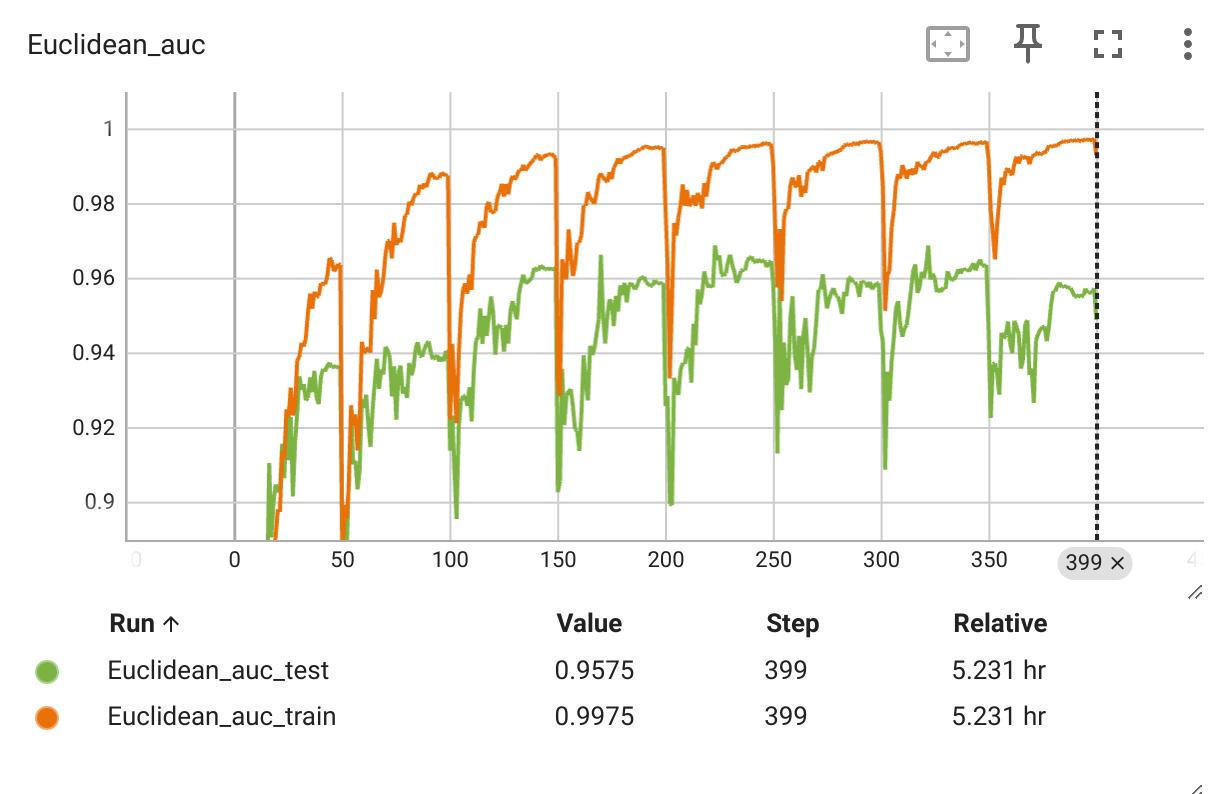 Euclidean_auc
1
0.98
0.96
0.94
0.92
0.9
0 0 50 100 150 200 250 300 350 399 ×
Run ↑ Value Step Relative
Euclidean_auc_test 0.9575 399 5.231 hr
Euclidean_auc_train 0.9975 399 5.231 hr